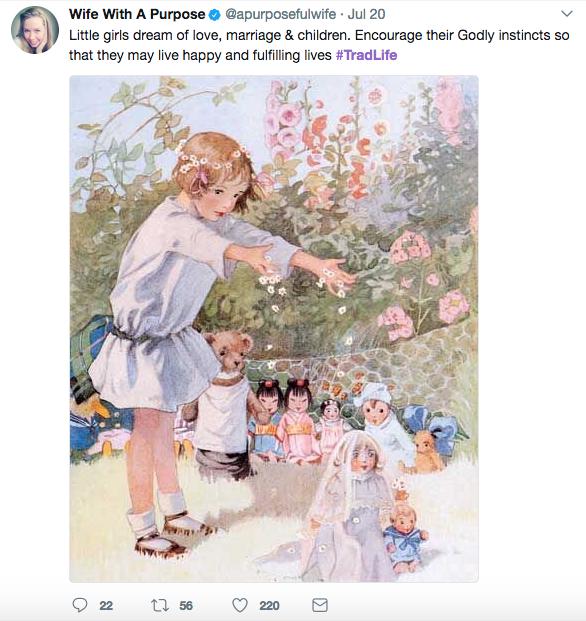 Wife With A Purpose @apurposefulwife · Jul 20
Little girls dream of love, marriage & children. Encourage their Godly instincts so
that they may live happy and fulfilling lives #TradLife
22 56 220